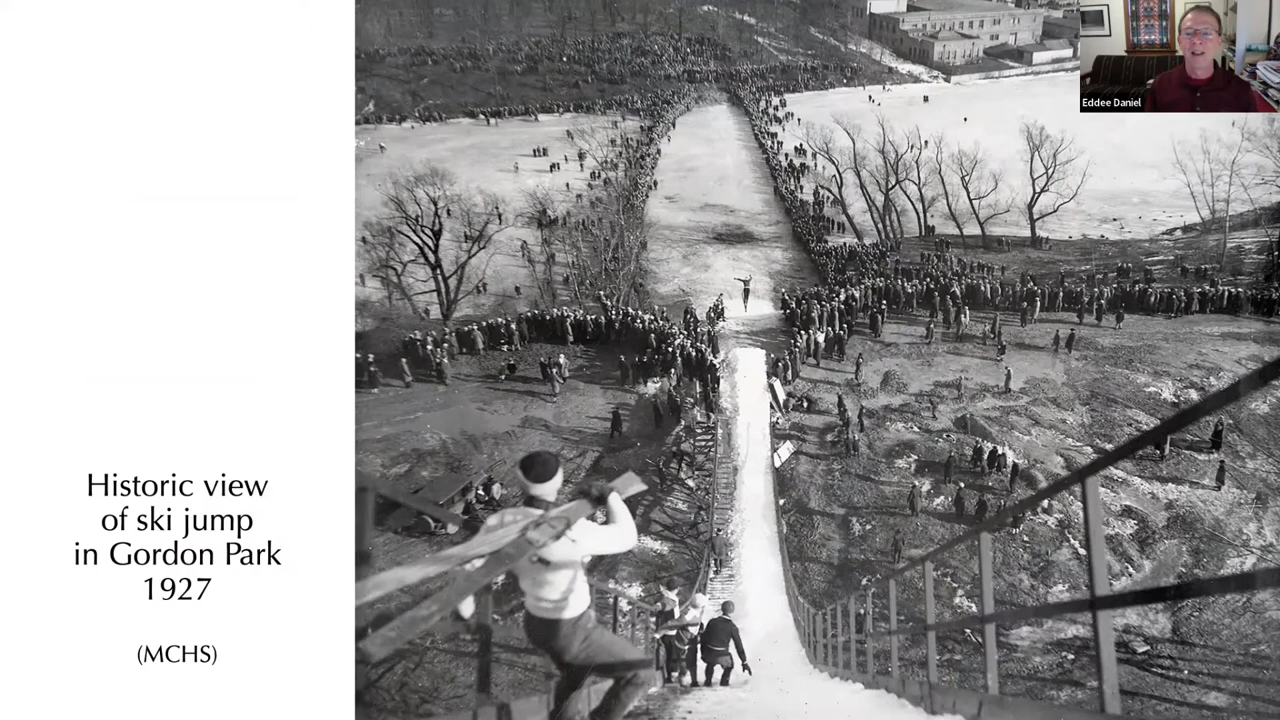 Eddee Daniel
Historic view
of ski jump
in Gordon Park
1927
(MCHS)